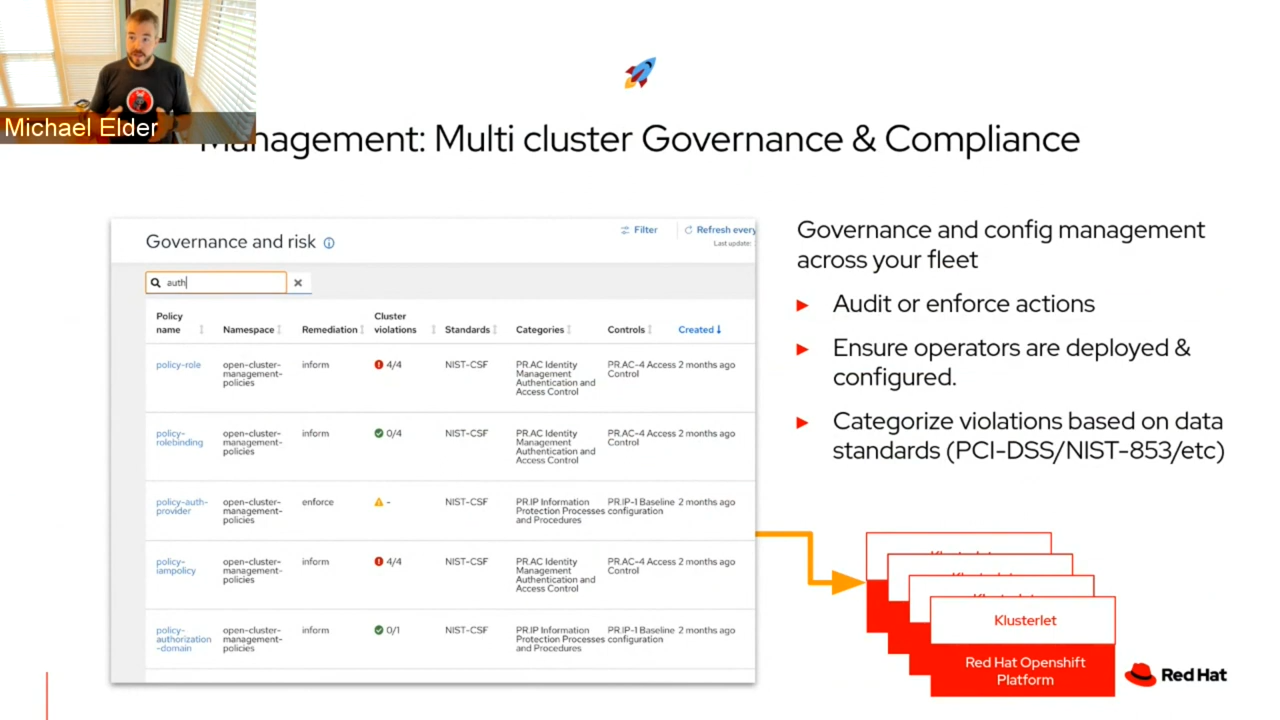 Michael Elder
Management: Multi cluster Governance & Compliance
Governance and risk
Filter
Refresh every
Last update:
auth
Policy name
Namespace
Remediation
Cluster violations
Standards
Categories
Controls
Created
policy-role
open-cluster-
management-
policies
inform
4/4
NIST-CSF
PR.AC Identity
Management
Authentication and
Access Control
PR.AC-4 Access
Control
2 months ago
policy-
rolebinding
open-cluster-
management-
policies
inform
0/4
NIST-CSF
PR.AC Identity
Management
Authentication and
Access Control
PR.AC-4 Access
Control
2 months ago
policy-auth-
provider
open-cluster-
management-
policies
enforce
-
NIST-CSF
PR.IP Information
Protection Processes
and Procedures
PR.IP-1 Baseline
configuration
2 months ago
policy-
iampolicy
open-cluster-
management-
policies
inform
4/4
NIST-CSF
PR.AC Identity
Management
Authentication and
Access Control
PR.AC-4 Access
Control
2 months ago
policy-
authorization
-domain
open-cluster-
management-
policies
inform
0/1
NIST-CSF
PR.IP Information
Protection Processes
and Procedures
PR.IP-1 Baseline
configuration
2 months ago
Governance and config management
across your fleet
Audit or enforce actions
Ensure operators are deployed &
configured.
Categorize violations based on data
standards (PCI-DSS/NIST-853/etc)
Klusterlet
Red Hat Openshift
Platform
Red Hat